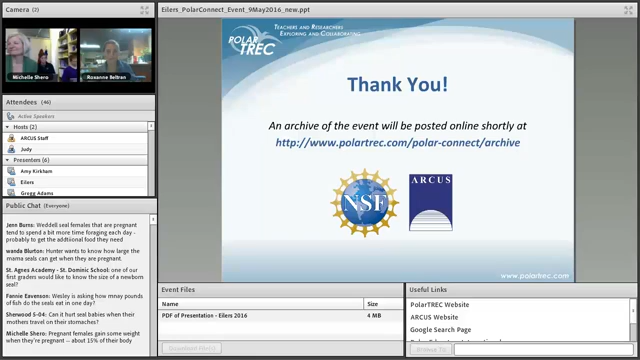 Camera (2)
Michelle Shero
Roxanne Beltren
Attendees (46)
Active Speakers
Hosts (2)
ARCUS Staff
Judy
Presenters (6)
Amy Kirkham
Eilers
Gregg Adams
Public Chat (Everyone)
Jenn Burns: Weddell seal females that are pregnant
tend to spend a bit more time foraging each day -
probably to get the addtional food they need
wanda Blurton: Hunter wants to know how large the
mama seals can get when they are pregnant.
St. Agnes Academy - St. Dominic School: one of
our first graders would like to know the size of a newborn
seal?
Fannie Eavenson: Wesley is asking how mnay pounds
of fish do the seals eat in one day?
Sherwood 5-04: Can it hurt seal babies when their
mothers travel on their stomaches?
Michelle Shero: Pregnant females gain some weight
when they're pregnant -- about 15% of their body
Eilers_PolarConnect_Event_9May2016_new.ppt
POLAR
TREC
TEACHERS AND RESEARCHERS
EXPLORING AND COLLABORATING
Thank You!
An archive of the event will be posted online shortly at
http://www.polartrec.com/polar-connect/archive
NSF
ARCUS
www.polartrec.com
Event Files
Name
Size
PDF of Presentation - Eilers 2016
4 MB
Download File(s)
Useful Links
PolarTREC Website
ARCUS Website
Google Search Page
Browse To